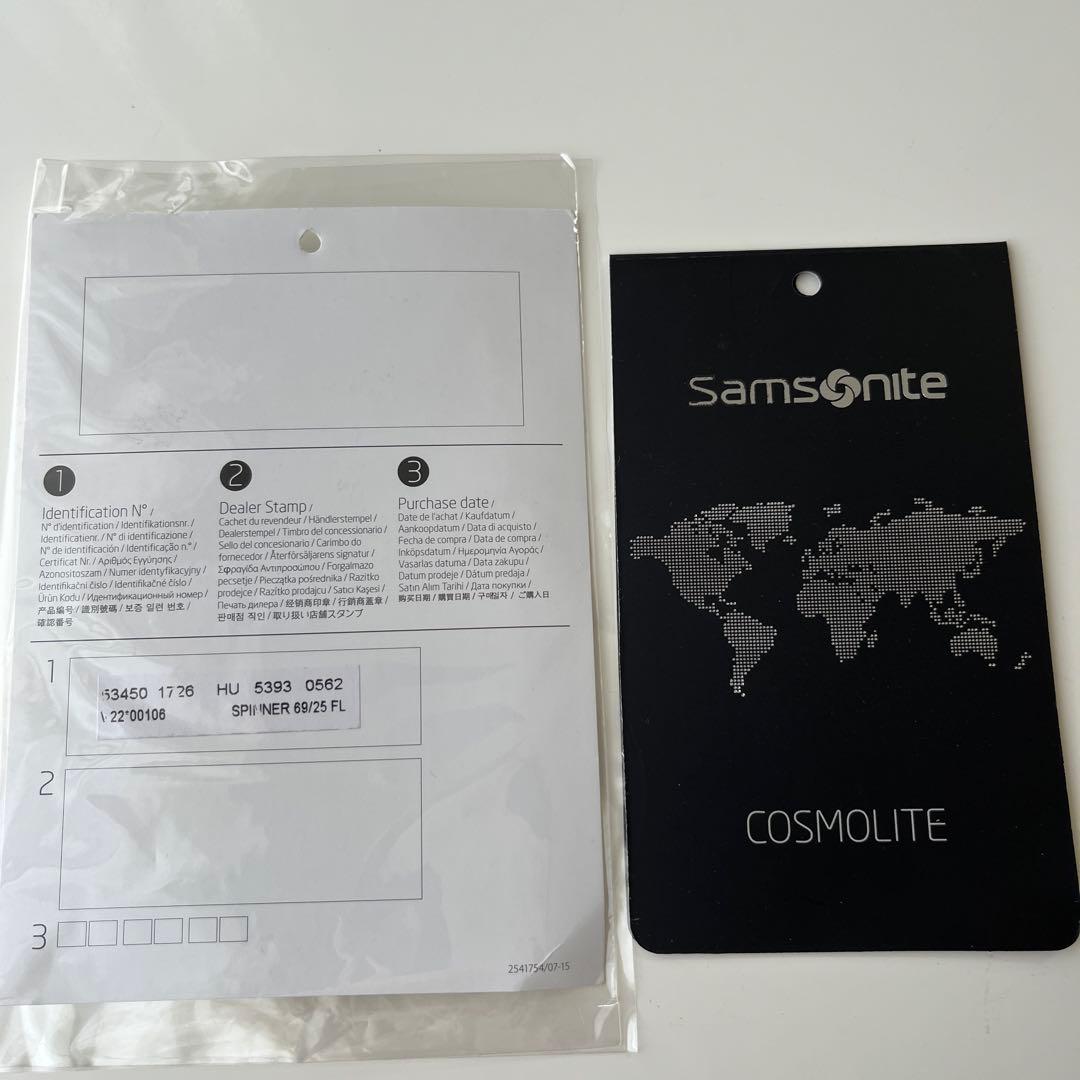 1
Identification N° /
N° d'identification / Identifikationsnr. /
Identificatienr. / N° di identificazione /
N° de identificación / Identificação n.° /
Certificat Nr. / Αριθμός Εγγύησης /
Azonositoszam / Numer identyfikacyjny /
Identifikační číslo / Identifikačné číslo /
Ürün Kodu / Идентификационный номер /
产品编号 / 識別號碼 / 보증 일련 번호 /
確認番号
2
Dealer Stamp /
Cachet du revendeur / Händlerstempel /
Dealerstempel / Timbro del concessionario /
Sello del concesionario / Carimbo do
fornecedor / Återförsäljarens signatur /
Σφραγίδα Αντιπροσώπου / Forgalmazo
pecsetje / Pieczątka pośrednika / Razítko
prodejce / Razítko prodajcu / Satıcı Kaşesi /
Печать дилера / 经销商印章 / 行銷商蓋章 /
판매점 직인 / 取り扱い店舗スタンプ
3
Purchase date /
Date de l'achat / Kaufdatum /
Aankoopdatum / Data di acquisto /
Fecha de compra / Data de compra /
Inköpsdatum / Ημερομηνία Αγοράς /
Vasarlas datuma / Data zakupu /
Datum prodeje / Dátum predaja /
Satın Alım Tarihi / Дата покупки /
购买日期 / 購買日期 / 구매일자 / ご購入日
1
53450 1726 HU 5393 0562
22*00106 SPINNER 69/25 FL
2
3
2541754/07-15
Samsonite
COSMOLITE